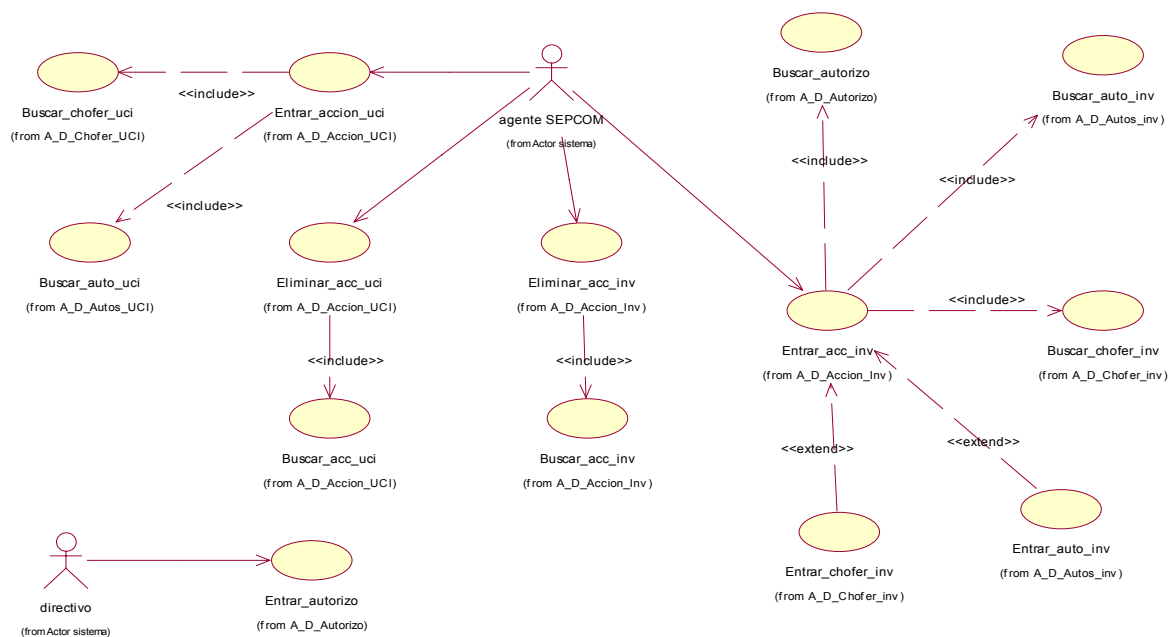 Buscar_chofer_uci
(from A_D_Chofer_UCI)
<<include>>
Entrar_accion_uci
(from A_D_Accion_UCI)
agente SEPCOM
(from Actor sistema)
Buscar_autorizo
(from A_D_Autorizo)
Buscar_auto_inv
(from A_D_Autos_inv)
<<include>>
<<include>>
<<include>>
Buscar_auto_uci
(from A_D_Autos_UCI)
Eliminar_acc_uci
(from A_D_Accion_UCI)
Eliminar_acc_inv
(from A_D_Accion_Inv)
<<include>>
Entrar_acc_inv
(from A_D_Accion_Inv)
Buscar_chofer_inv
(from A_D_Chofer_inv)
<<include>>
<<include>>
Buscar_acc_uci
(from A_D_Accion_UCI)
Buscar_acc_inv
(from A_D_Accion_Inv)
<<extend>>
<<extend>>
Entrar_chofer_inv
(from A_D_Chofer_inv)
Entrar_auto_inv
(from A_D_Autos_inv)
directivo
(from Actor sistema)
Entrar_autorizo
(from A_D_Autorizo)